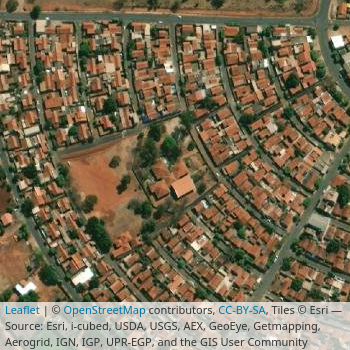 Leaflet | © OpenStreetMap contributors, CC-BY-SA, Tiles © Esri —
Source: Esri, i-cubed, USDA, USGS, AEX, GeoEye, Getmapping,
Aerogrid, IGN, IGP, UPR-EGP, and the GIS User Community